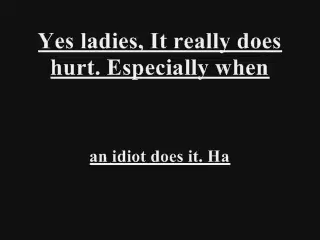 Yes ladies, It really does
hurt. Especially when
an idiot does it. Ha